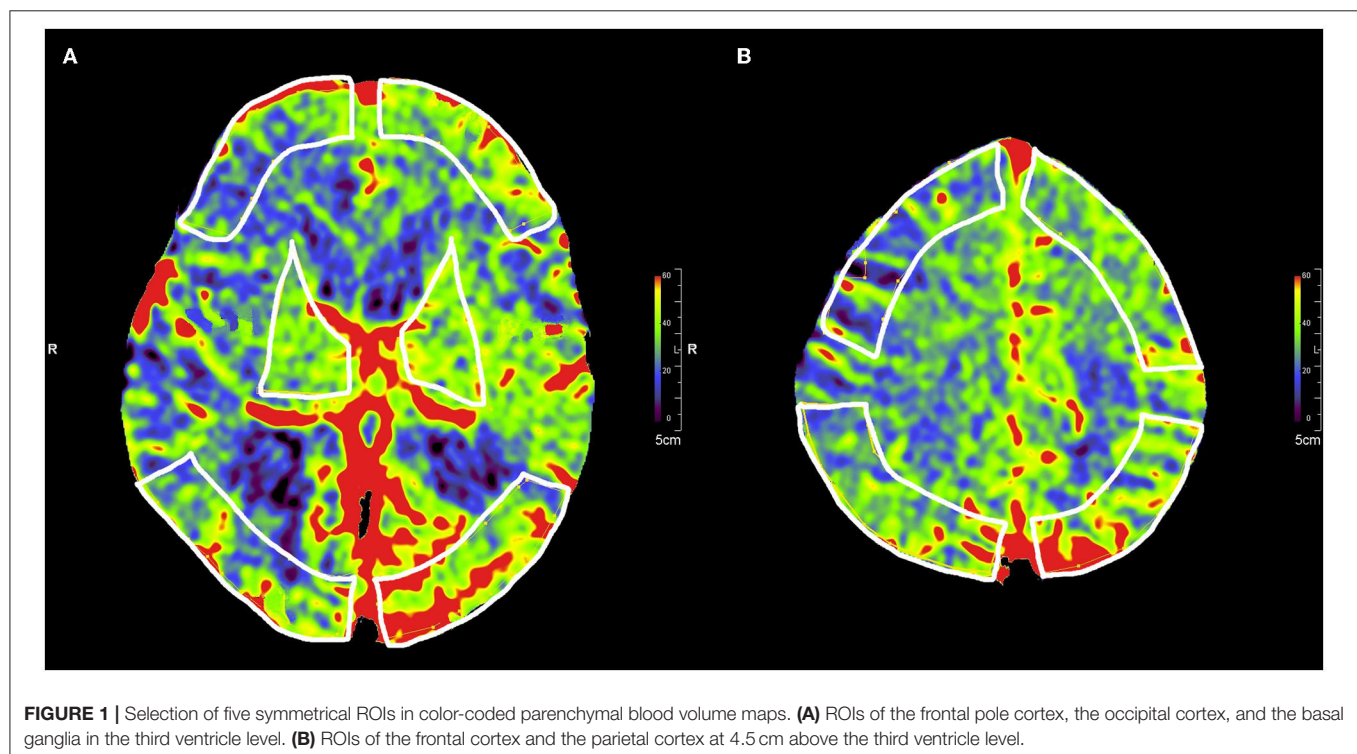 A
B
R
60
40
L
20
0
5cm
R
60
40
L
20
0
5cm
FIGURE 1 | Selection of five symmetrical ROIs in color-coded parenchymal blood volume maps. (A) ROIs of the frontal pole cortex, the occipital cortex, and the basal
ganglia in the third ventricle level. (B) ROIs of the frontal cortex and the parietal cortex at 4.5 cm above the third ventricle level.